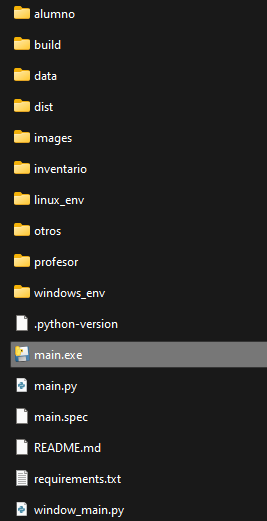 alumno
build
data
dist
images
inventario
linux_env
otros
profesor
windows_env
.python-version
main.exe
main.py
main.spec
README.md
requirements.txt
window_main.py